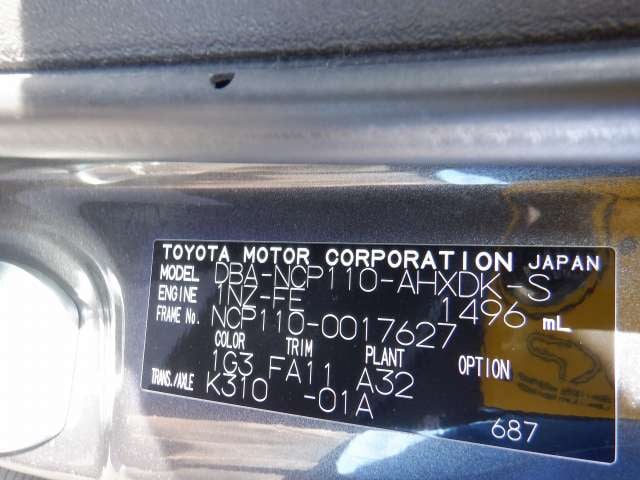 TOYOTA MOTOR CORPORATION JAPAN
MODEL DBA-NCP110-AHXDK-S
ENGINE 1NZ-FE 1496 mL
FRAME No. NCP110-0017627
COLOR TRIM PLANT OPTION
1G3 FA11 A32
TRANS./AXLE K310 -01A
687